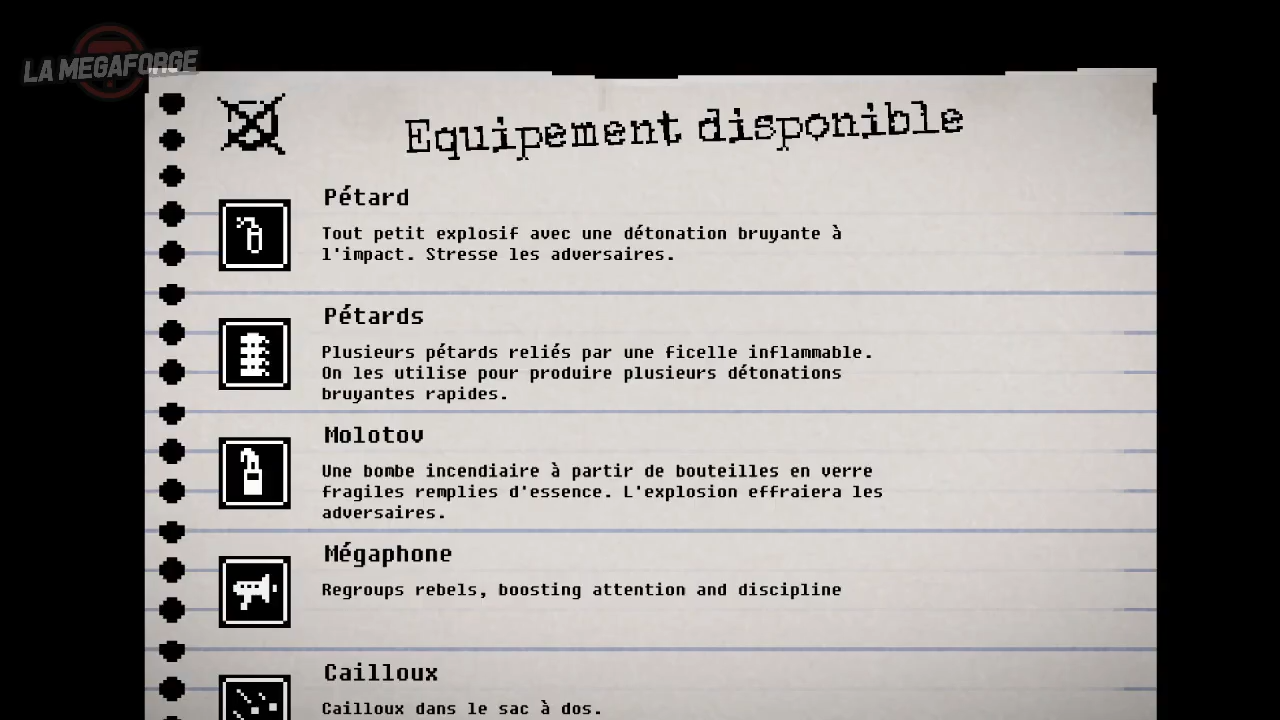 LA MEGAFORGE
Equipement disponible
Pétard
Tout petit explosif avec une détonation bruyante à
l'impact. Stresse les adversaires.
Pétards
Plusieurs pétards reliés par une ficelle inflammable.
On les utilise pour produire plusieurs détonations
bruyantes rapides.
Molotov
Une bombe incendiaire à partir de bouteilles en verre
fragiles remplies d'essence. L'explosion effraiera les
adversaires.
Mégaphone
Regroups rebels, boosting attention and discipline
Cailloux
Cailloux dans le sac à dos.